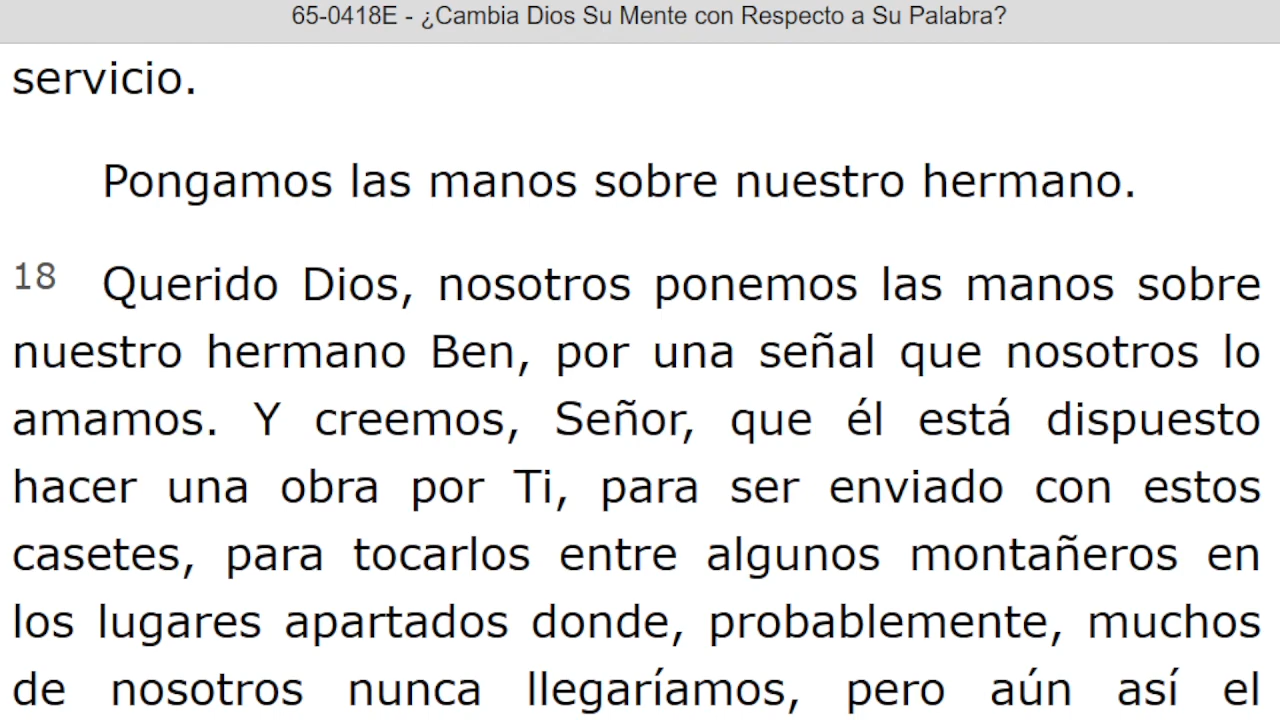 65-0418E - ¿Cambia Dios Su Mente con Respecto a Su Palabra?
servicio.
Pongamos las manos sobre nuestro hermano.
18 Querido Dios, nosotros ponemos las manos sobre
nuestro hermano Ben, por una señal que nosotros lo
amamos. Y creemos, Señor, que él está dispuesto
hacer una obra por Ti, para ser enviado con estos
casetes, para tocarlos entre algunos montañeros en
los lugares apartados donde, probablemente, muchos
de nosotros nunca llegaríamos, pero aún así el